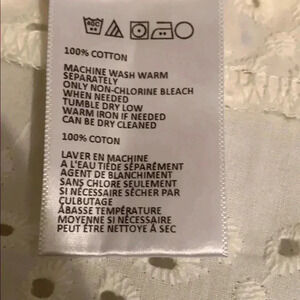 100% COTTON
MACHINE WASH WARM
SEPARATELY
ONLY NON-CHLORINE BLEACH
WHEN NEEDED
TUMBLE DRY LOW
WARM IRON IF NEEDED
CAN BE DRY CLEANED
100% COTON
LAVER EN MACHINE
A L'EAU TIÈDE SÉPARÉMENT
AGENT DE BLANCHIMENT
SANS CHLORE SEULEMENT
SI NÉCESSAIRE SÉCHER PAR
CULBUTAGE
ÀBASSE TEMPÉRATURE
MOYENNE SI NÉCESSAIRE
PEUT ÊTRE NETTOYÉ À SEC